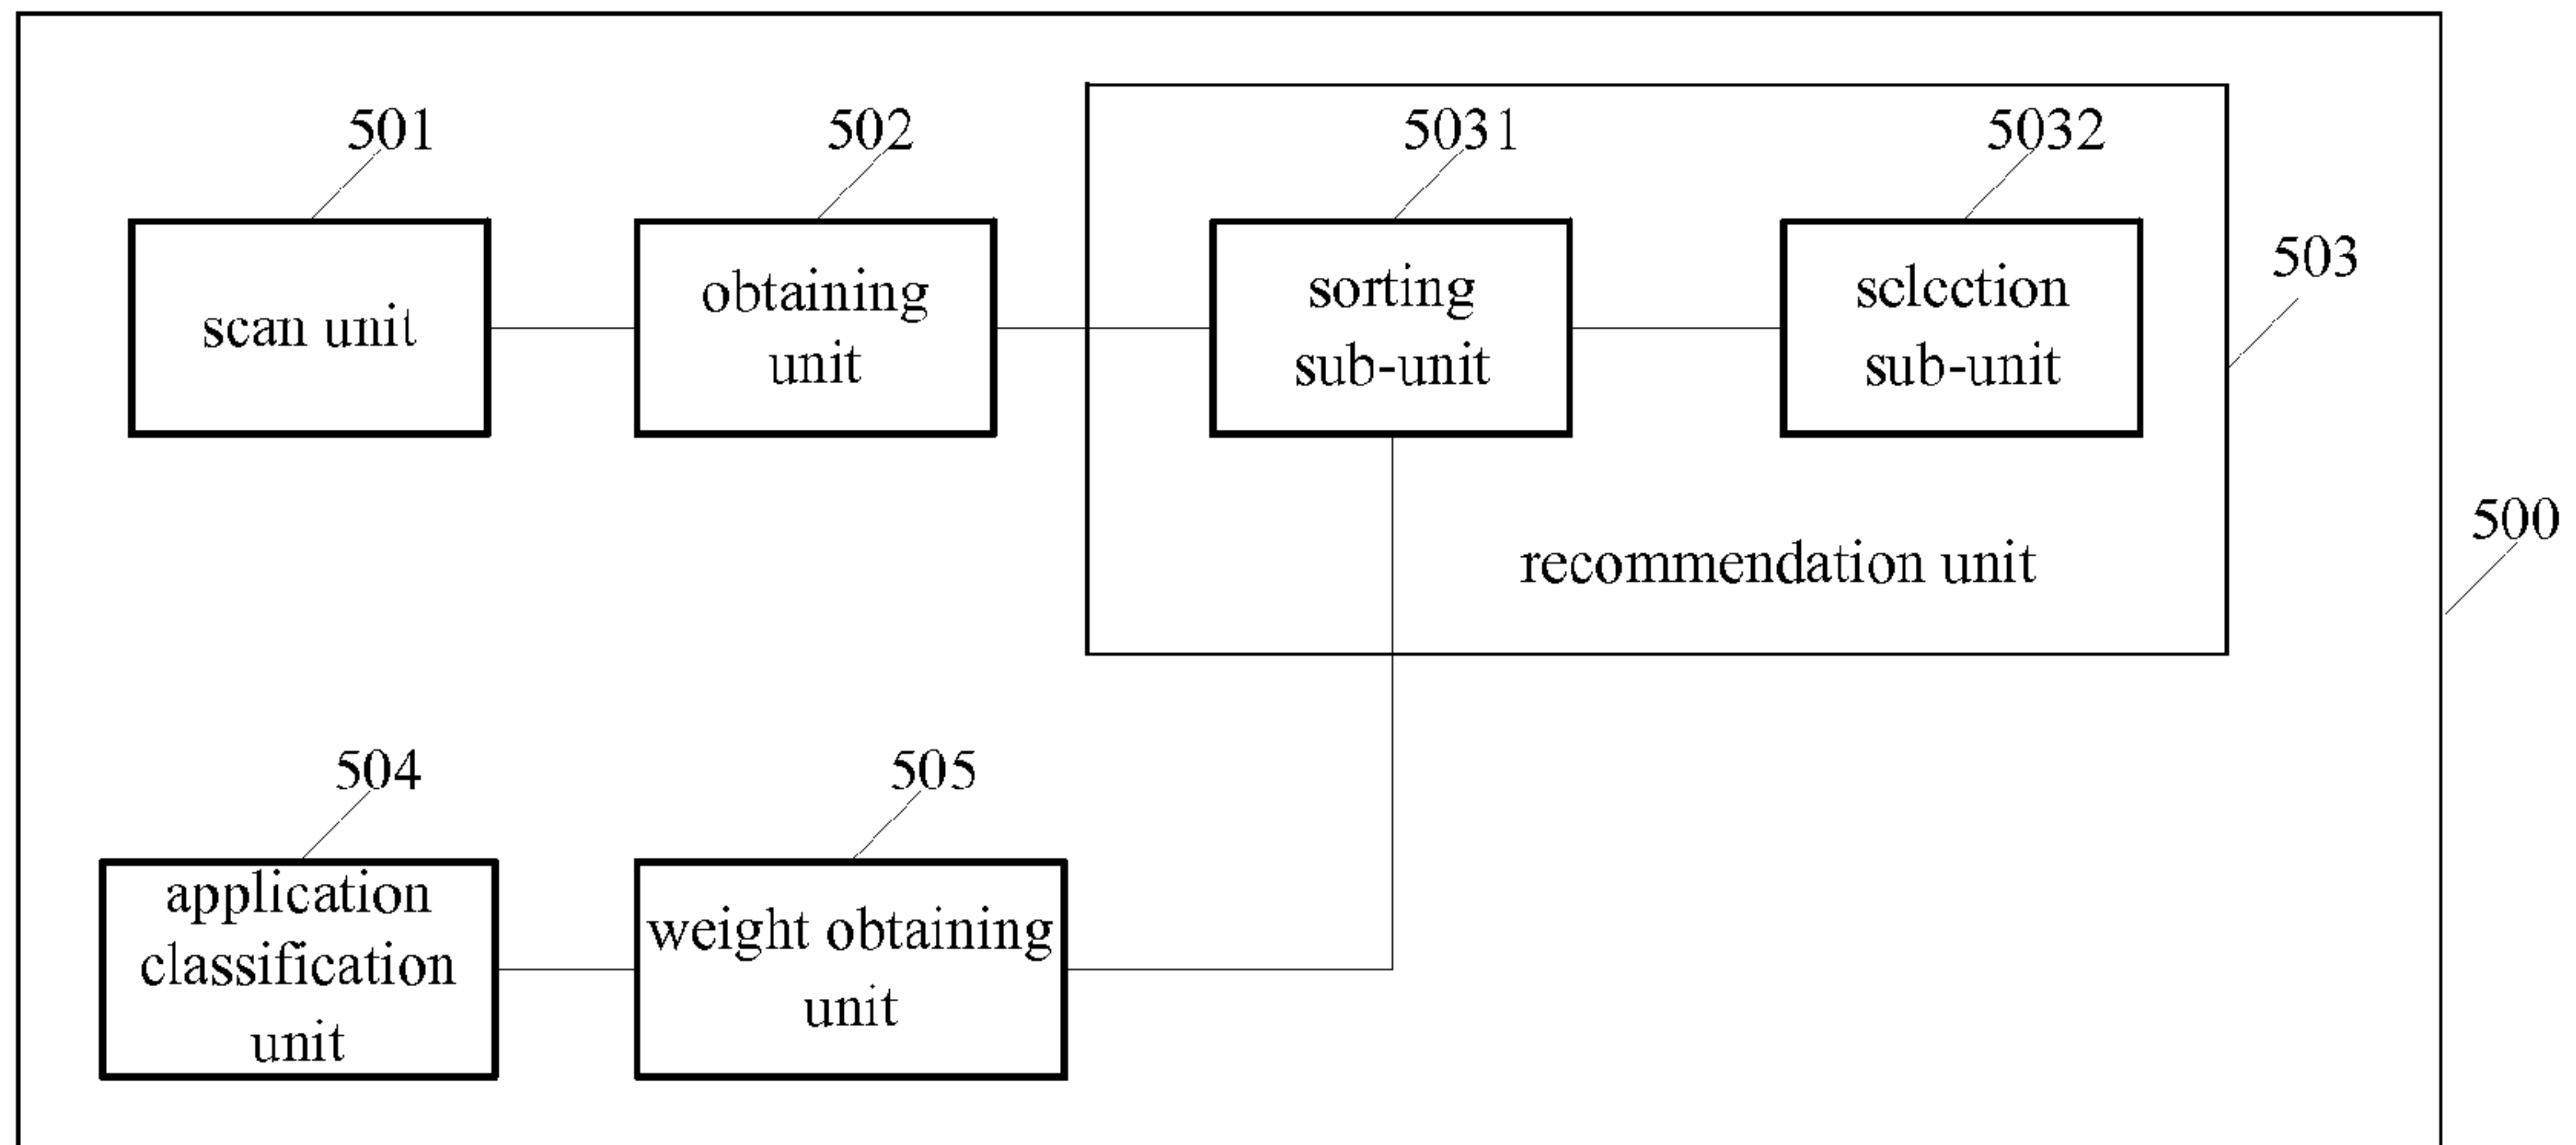 501
502
5031
5032
scan unit
obtaining
unit
sorting
sub-unit
selection
sub-unit
503
recommendation unit
500
504
505
application
classification
unit
weight obtaining
unit